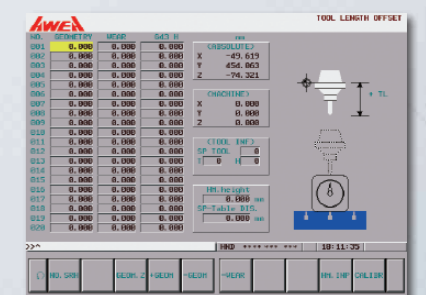 AWEA
TOOL LENGTH OFFSET
NO. GEOMETRY WEAR G43 H mm
001 0.000 0.000 0.000 (ABSOLUTE)
002 0.000 0.000 0.000 X -49.619
003 0.000 0.000 0.000 Y 454.063
004 0.000 0.000 0.000 Z -74.321
005 0.000 0.000 0.000
006 0.000 0.000 0.000 (MACHINE)
007 0.000 0.000 0.000 X 0.000
008 0.000 0.000 0.000 Y 0.000
009 0.000 0.000 0.000 Z 0.000
010 0.000 0.000 0.000
011 0.000 0.000 0.000 (TOOL INF)
012 0.000 0.000 0.000 SP TOOL 0
013 0.000 0.000 0.000 T 0 H 0
014 0.000 0.000 0.000
015 0.000 0.000 0.000
016 0.000 0.000 0.000 HM.height
017 0.000 0.000 0.000 0.000 mm
018 0.000 0.000 0.000 SP-Table DIS.
019 0.000 0.000 0.000 0.000 mm
020 0.000 0.000 0.000
+ TL
>>^
HND **** *** *** 10:11:35
NO. SRH GEOM. Z +GEOM -GEOM -WEAR HM. INP CALIBR